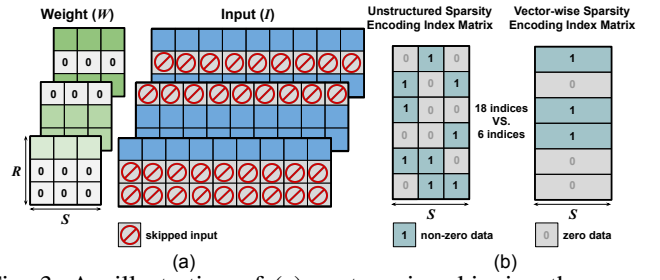 Weight (W)
Input (I)
Unstructured Sparsity
Encoding Index Matrix
Vector-wise Sparsity
Encoding Index Matrix
0 0 0
0 0 0
0 0 0
0 0 0
R
S
skipped input
(a)
0 1 0
1 0 1
1 0 0
0 0 1
1 1 0
0 1 1
S
18 indices
VS.
6 indices
1
0
1
1
0
0
S
1 non-zero data
0 zero data
(b)